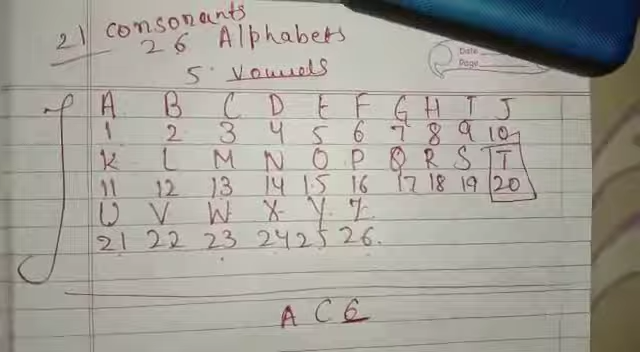 21 consonants
26 Alphabets
5 vowels
Date
Page
A B C D E F G H I J
1 2 3 4 5 6 7 8 9 10
K L M N O P Q R S T
11 12 13 14 15 16 17 18 19 20
U V W X Y Z
21 22 23 24 25 26.
A C E